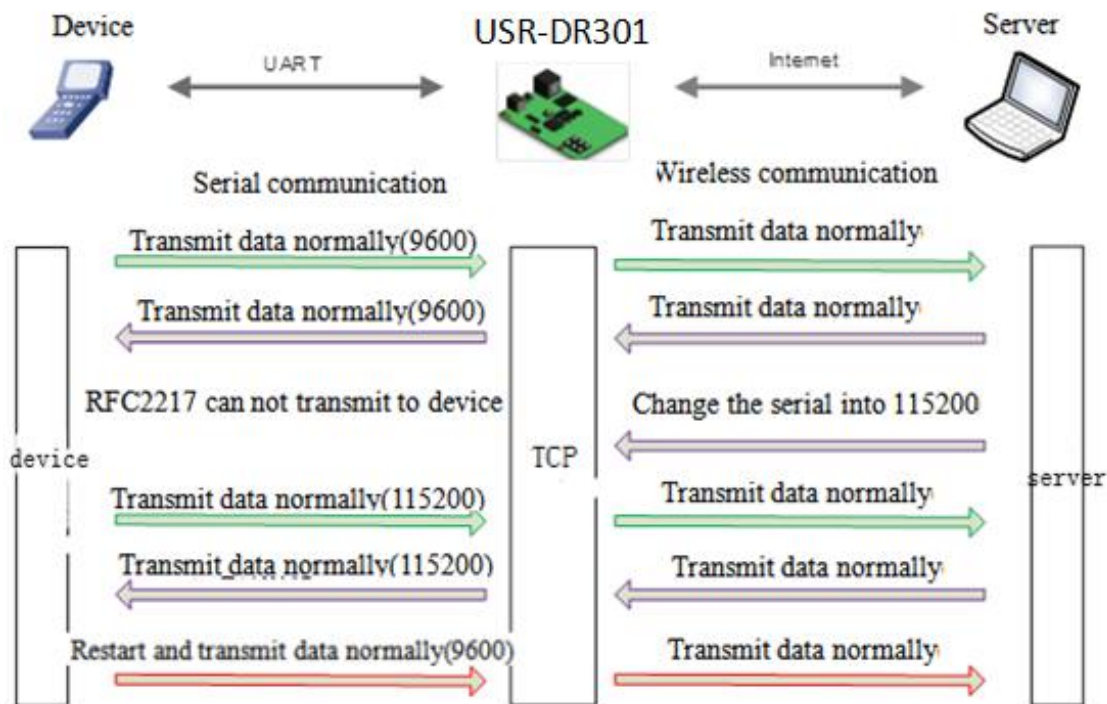 Device
USR-DR301
Server
UART
Internet
Serial communication
Wireless communication
Transmit data normally(9600)
Transmit data normally
Transmit data normally(9600)
Transmit data normally
RFC2217 can not transmit to device
Change the serial into 115200
device
TCP
server
Transmit data normally(115200)
Transmit data normally
Transmit data normally(115200)
Transmit data normally
Restart and transmit data normally(9600)
Transmit data normally